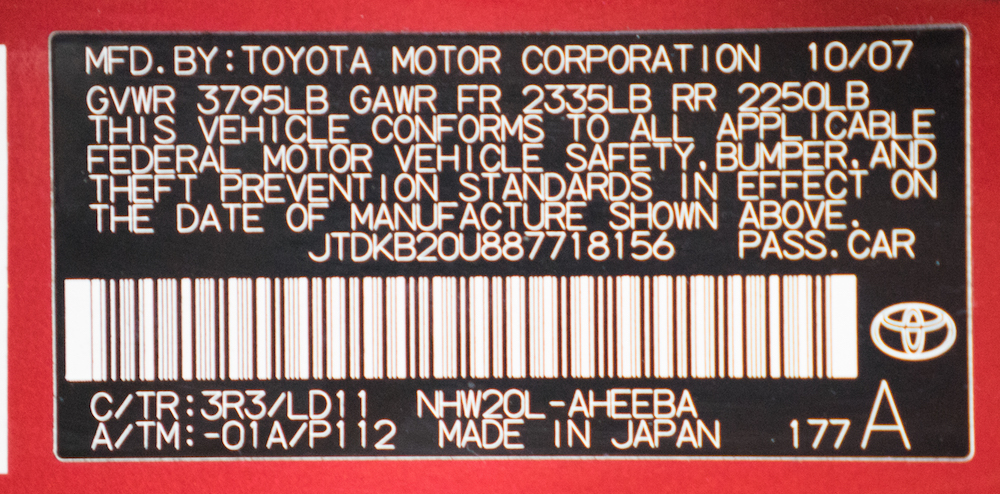 MFD.BY:TOYOTA MOTOR CORPORATION 10/07
GVWR 3795LB GAWR FR 2335LB RR 2250LB
THIS VEHICLE CONFORMS TO ALL APPLICABLE
FEDERAL MOTOR VEHICLE SAFETY,BUMPER,AND
THEFT PREVENTION STANDARDS IN EFFECT ON
THE DATE OF MANUFACTURE SHOWN ABOVE.
JTDKB20U887718156 PASS.CAR
C/TR:3R3/LD11 NHW20L-AHEEBA
A/TM:-01A/P112 MADE IN JAPAN 177 A